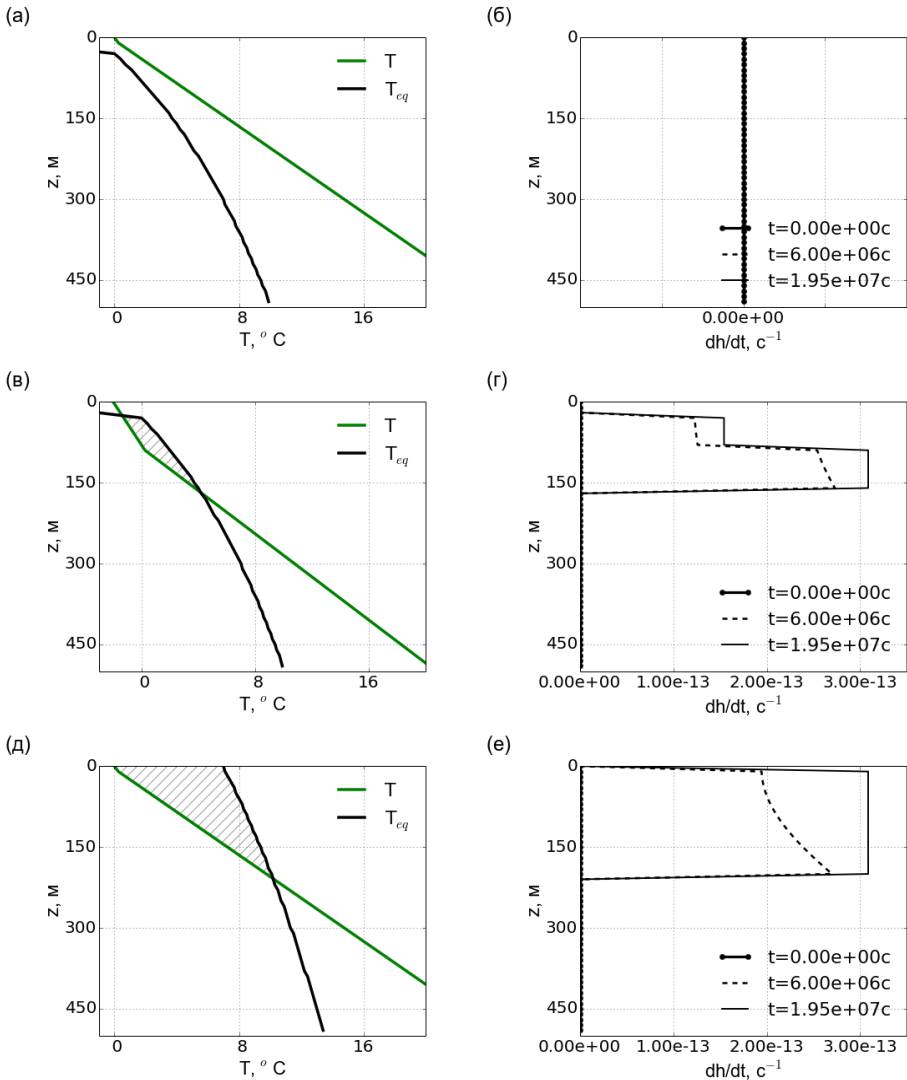 (а)
0
150
300
450
z, м
0 8 16
T, ° C
T
T_eq
(б)
0
150
300
450
z, м
0.00e+00
dh/dt, c⁻¹
t=0.00e+00c
t=6.00e+06c
t=1.95e+07c
(в)
0
150
300
450
z, м
0 8 16
T, ° C
T
T_eq
(г)
0
150
300
450
z, м
0.00e+00 1.00e-13 2.00e-13 3.00e-13
dh/dt, c⁻¹
t=0.00e+00c
t=6.00e+06c
t=1.95e+07c
(д)
0
150
300
450
z, м
0 8 16
T, ° C
T
T_eq
(е)
0
150
300
450
z, м
0.00e+00 1.00e-13 2.00e-13 3.00e-13
dh/dt, c⁻¹
t=0.00e+00c
t=6.00e+06c
t=1.95e+07c